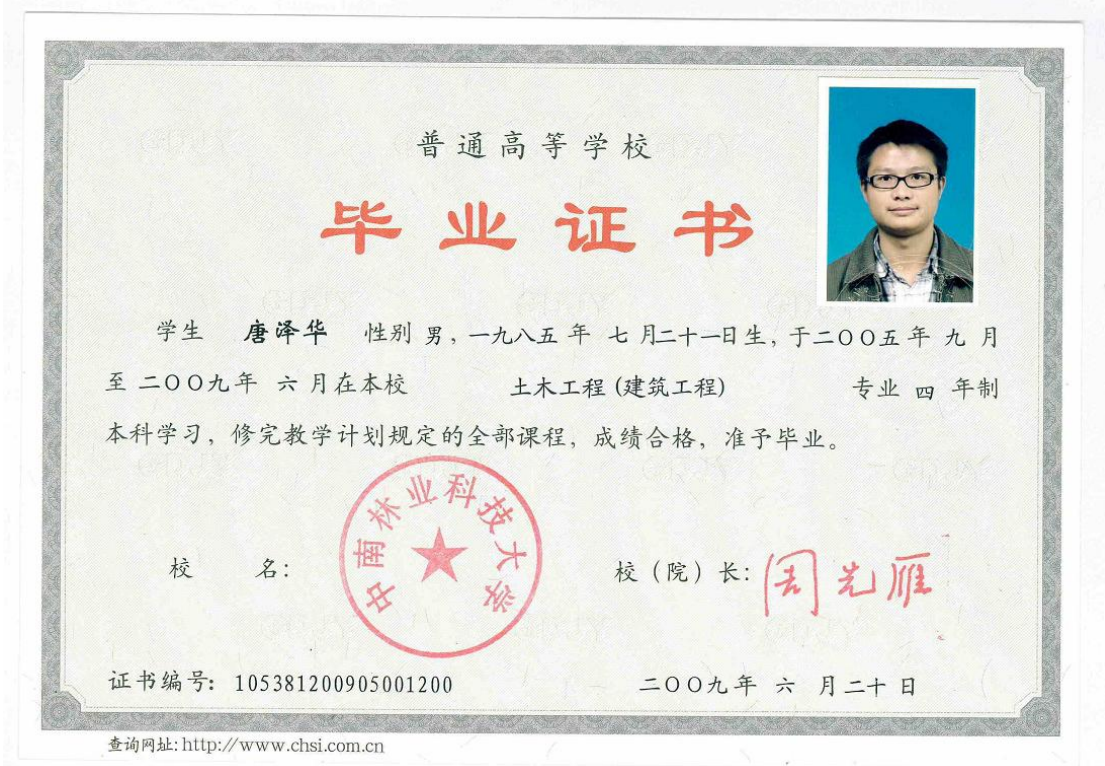 普通高等学校
毕业证书
学生 唐泽华 性别 男，一九八五 年 七 月二十一日生，于二〇〇五年 九 月
至 二〇〇九年 六 月在本校 土木工程 (建筑工程) 专业 四 年制
本科学习，修完教学计划规定的全部课程，成绩合格，准予毕业。
中南林业科技大学
校 名： 校（院）长：周先雁
证书编号：105381200905001200 二〇〇九年 六 月二十日
查询网址：http://www.chsi.com.cn